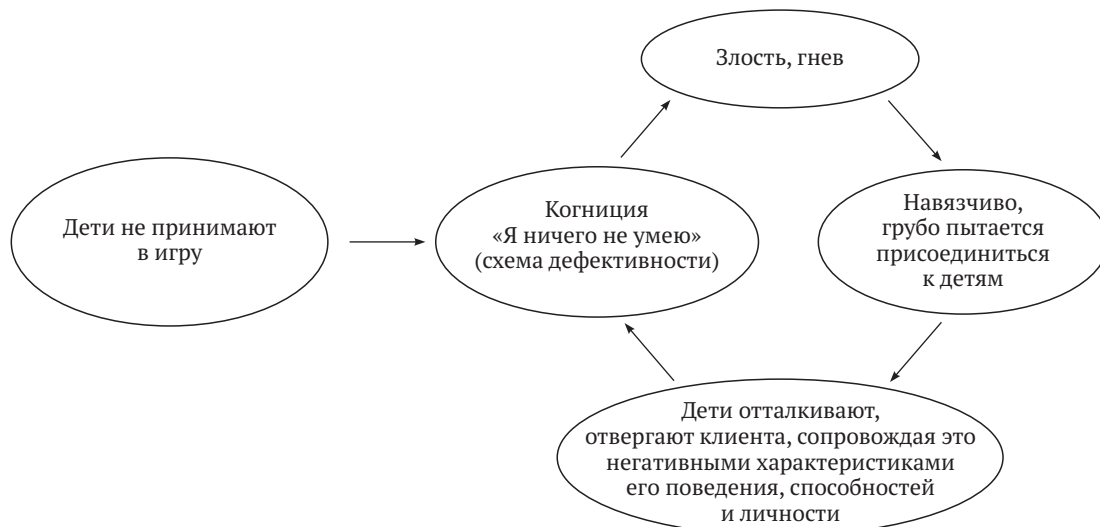 Злость, гнев
Дети не принимают
в игру
Когниция
«Я ничего не умею»
(схема дефективности)
Навязчиво,
грубо пытается
присоединиться
к детям
Дети отталкивают,
отвергают клиента, сопровождая это
негативными характеристиками
его поведения, способностей
и личности